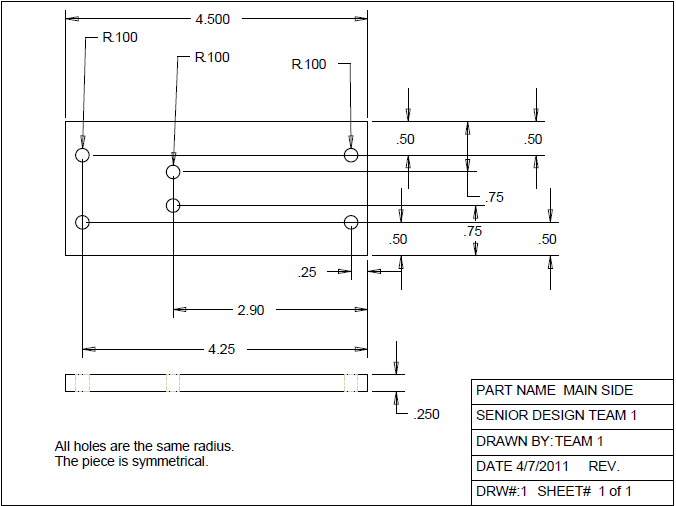 4.500
R.100
R.100
R.100
.50
.50
.75
.75
.50
.50
.25
2.90
4.25
.250
All holes are the same radius.
The piece is symmetrical.
PART NAME MAIN SIDE
SENIOR DESIGN TEAM 1
DRAWN BY: TEAM 1
DATE 4/7/2011 REV.
DRW#:1 SHEET# 1 of 1